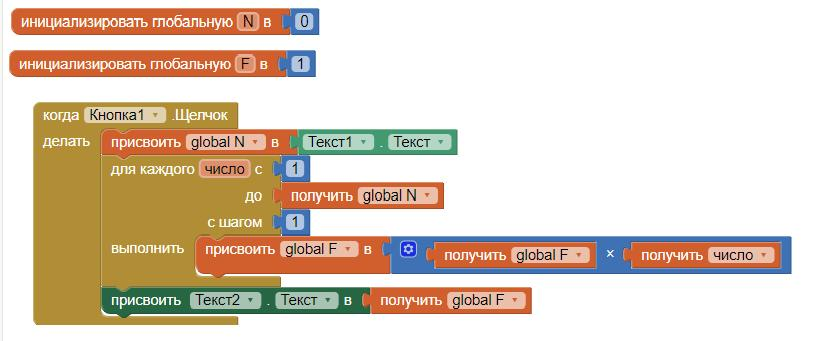 инициализировать глобальную N в 0
инициализировать глобальную F в 1
когда Кнопка1 .Щелчок
делать присвоить global N в Текст1 . Текст
для каждого число с 1
до получить global N
с шагом 1
выполнить присвоить global F в получить global F × получить число
присвоить Текст2 . Текст в получить global F